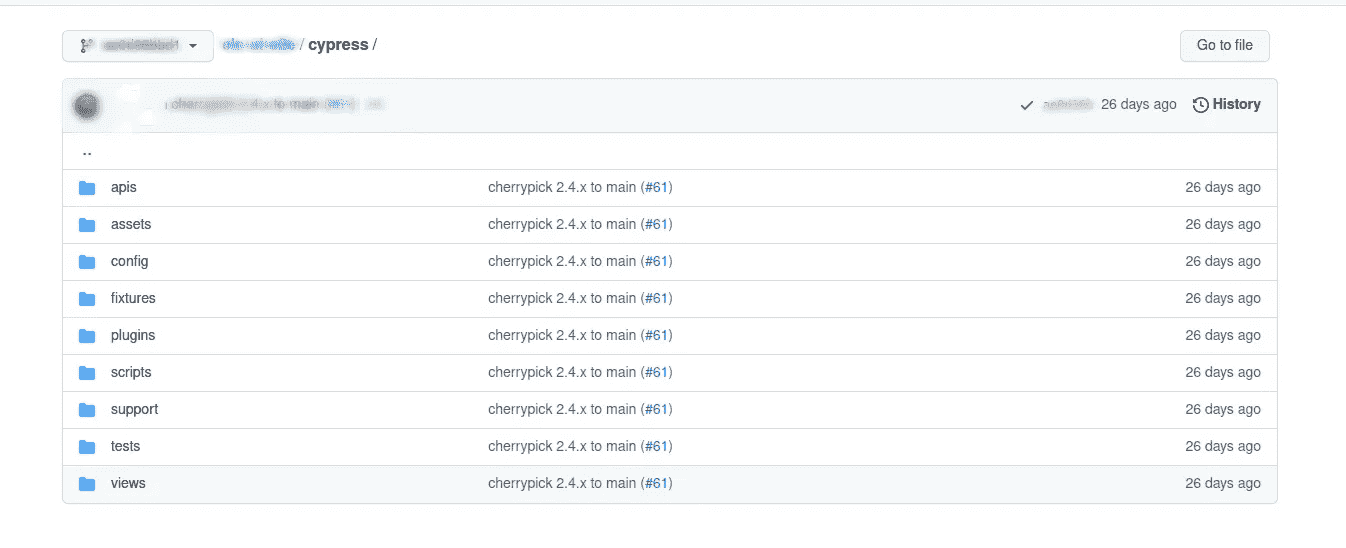 / cypress /
Go to file
26 days ago History
..
apis cherrypick 2.4.x to main (#61) 26 days ago
assets cherrypick 2.4.x to main (#61) 26 days ago
config cherrypick 2.4.x to main (#61) 26 days ago
fixtures cherrypick 2.4.x to main (#61) 26 days ago
plugins cherrypick 2.4.x to main (#61) 26 days ago
scripts cherrypick 2.4.x to main (#61) 26 days ago
support cherrypick 2.4.x to main (#61) 26 days ago
tests cherrypick 2.4.x to main (#61) 26 days ago
views cherrypick 2.4.x to main (#61) 26 days ago